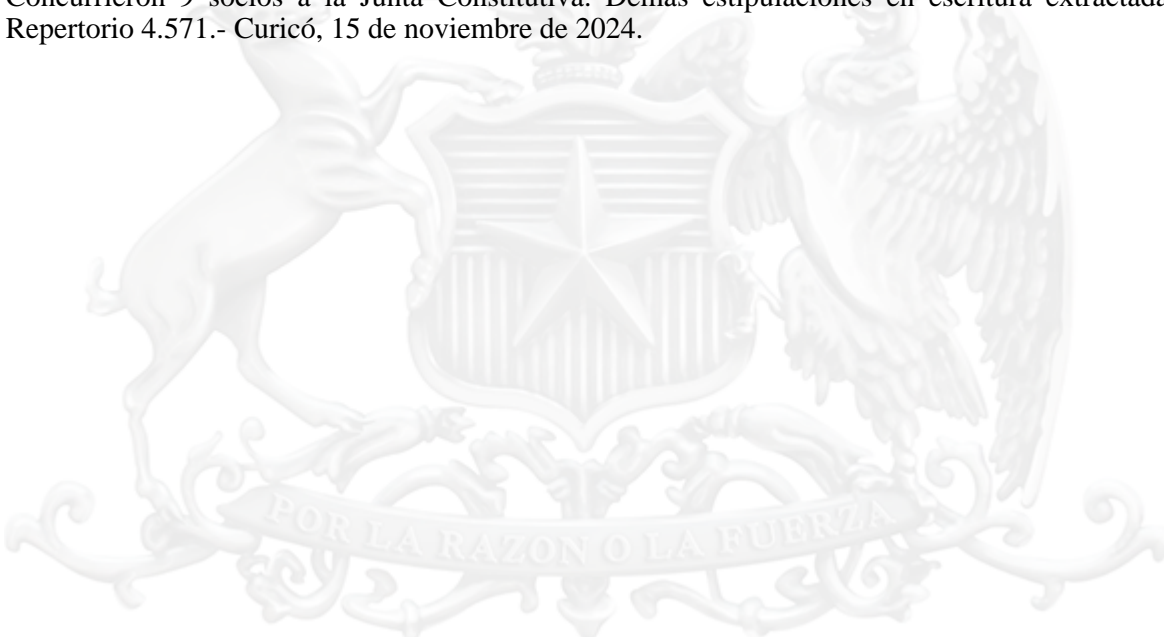 Concurrieron 9 socios a la Junta Constitutiva. Demás estipulaciones en escritura extractada
Repertorio 4.571.- Curicó, 15 de noviembre de 2024.
POR LA RAZON O LA FUERZA